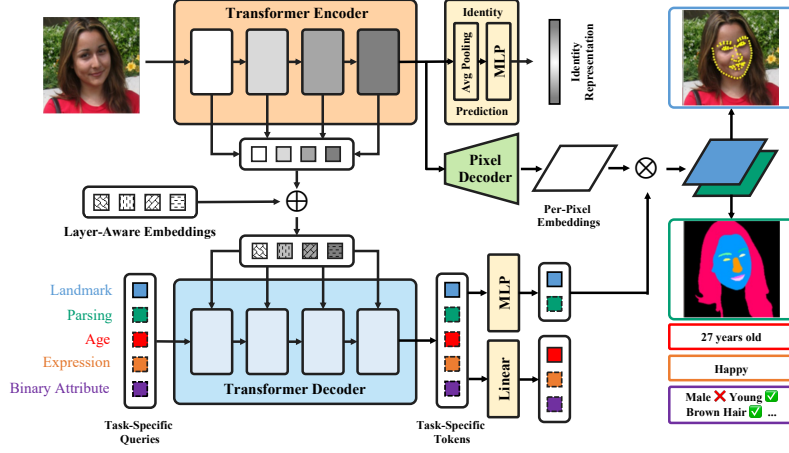 Transformer Encoder
Identity
Avg Pooling
MLP
Prediction
Identity
Representation
Pixel
Decoder
Per-Pixel
Embeddings
Layer-Aware Embeddings
Landmark
Parsing
Age
Expression
Binary Attribute
Task-Specific
Queries
Transformer Decoder
Task-Specific
Tokens
MLP
Linear
27 years old
Happy
Male ❌ Young ✅
Brown Hair ✅ ...